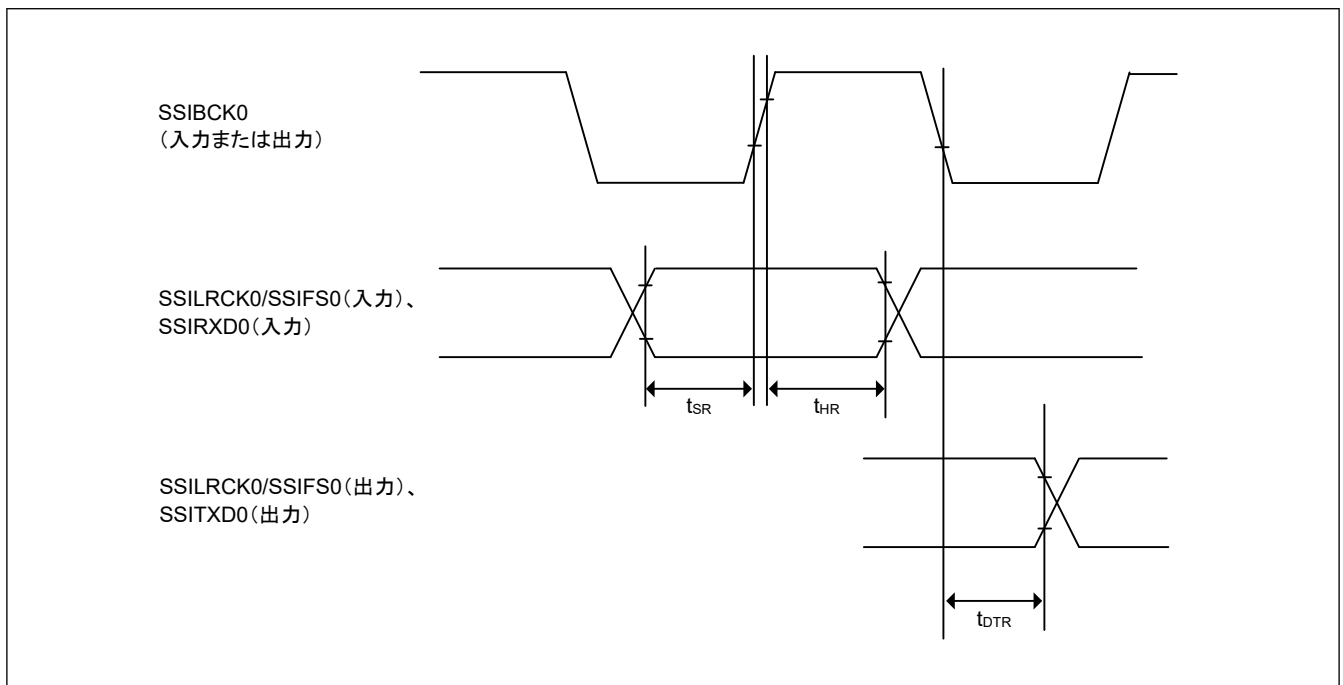 SSIBCK0
(入力または出力)
SSILRCK0/SSIFS0(入力)、
SSIRXD0(入力)
tSR
tHR
SSILRCK0/SSIFS0(出力)、
SSITXD0(出力)
tDTR